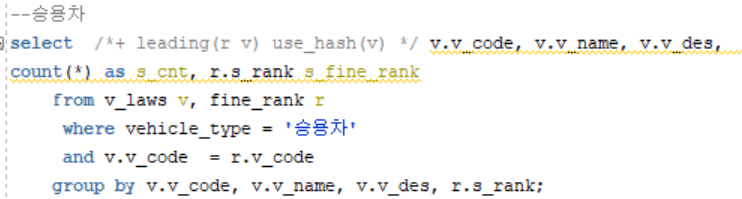 --승용차
select /*+ leading(r v) use_hash(v) */ v.v_code, v.v_name, v.v_des,
count(*) as s_cnt, r.s_rank s_fine_rank
from v_laws v, fine_rank r
where vehicle_type = '승용차'
and v.v_code = r.v_code
group by v.v_code, v.v_name, v.v_des, r.s_rank;